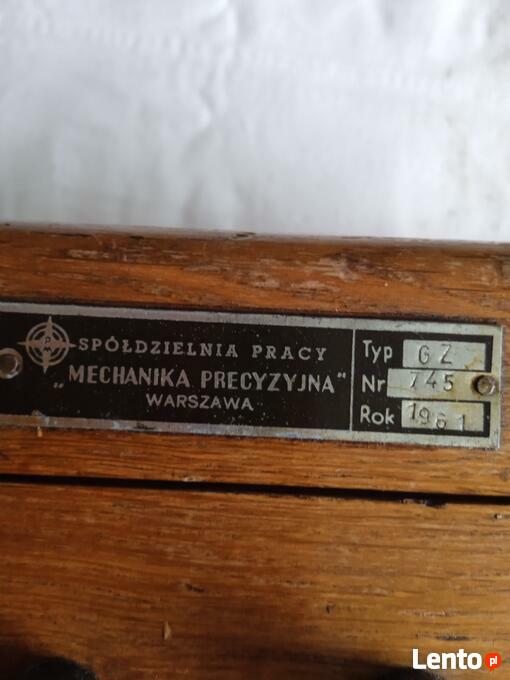 SPÓŁDZIELNIA PRACY
„MECHANIKA PRECYZYJNA"
WARSZAWA
Typ GZ
Nr 745
Rok 1961
Lento.pl